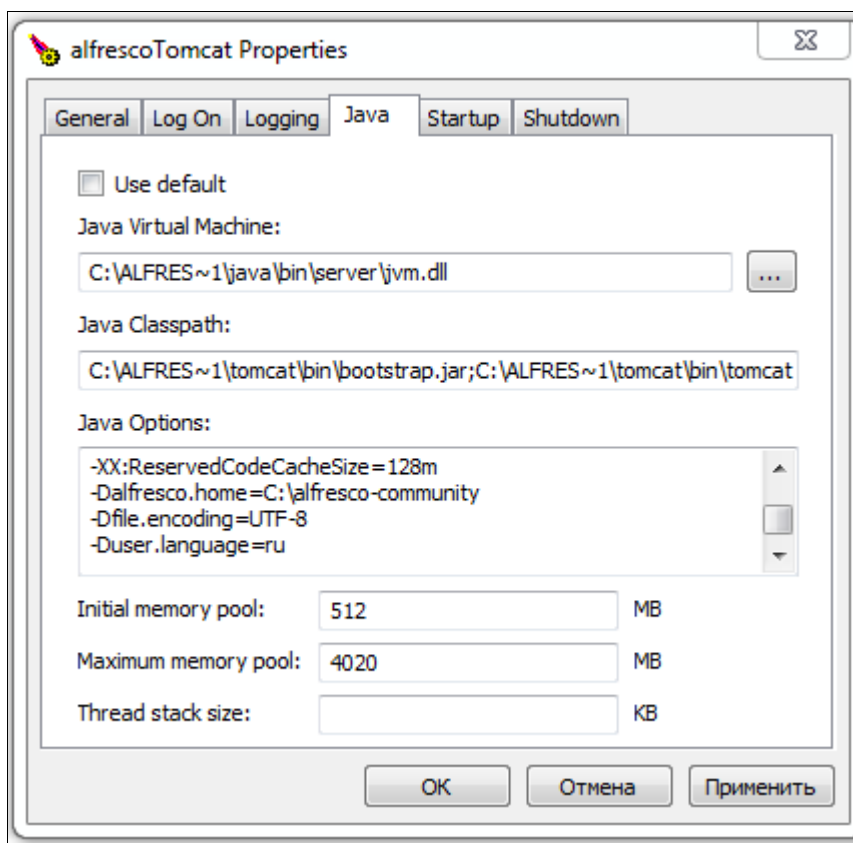 alfrescoTomcat Properties
General Log On Logging Java Startup Shutdown
Use default
Java Virtual Machine:
C:\ALFRES~1\java\bin\server\jvm.dll
...
Java Classpath:
C:\ALFRES~1\tomcat\bin\bootstrap.jar;C:\ALFRES~1\tomcat\bin\tomcat
Java Options:
-XX:ReservedCodeCacheSize=128m
-Dalfresco.home=C:\alfresco-community
-Dfile.encoding=UTF-8
-Duser.language=ru
Initial memory pool: 512 MB
Maximum memory pool: 4020 MB
Thread stack size: KB
OK Отмена Применить